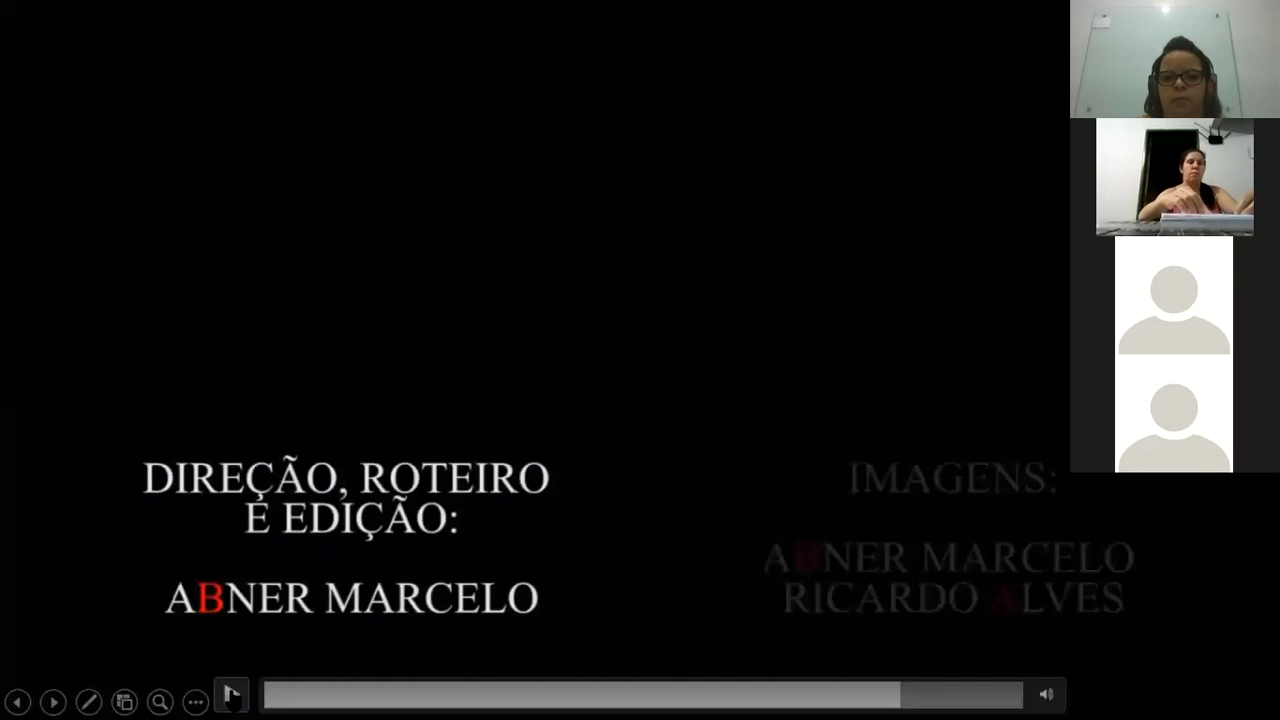 DIREÇÃO, ROTEIRO
E EDIÇÃO:
ABNER MARCELO
IMAGENS:
ABNER MARCELO
RICARDO ALVES